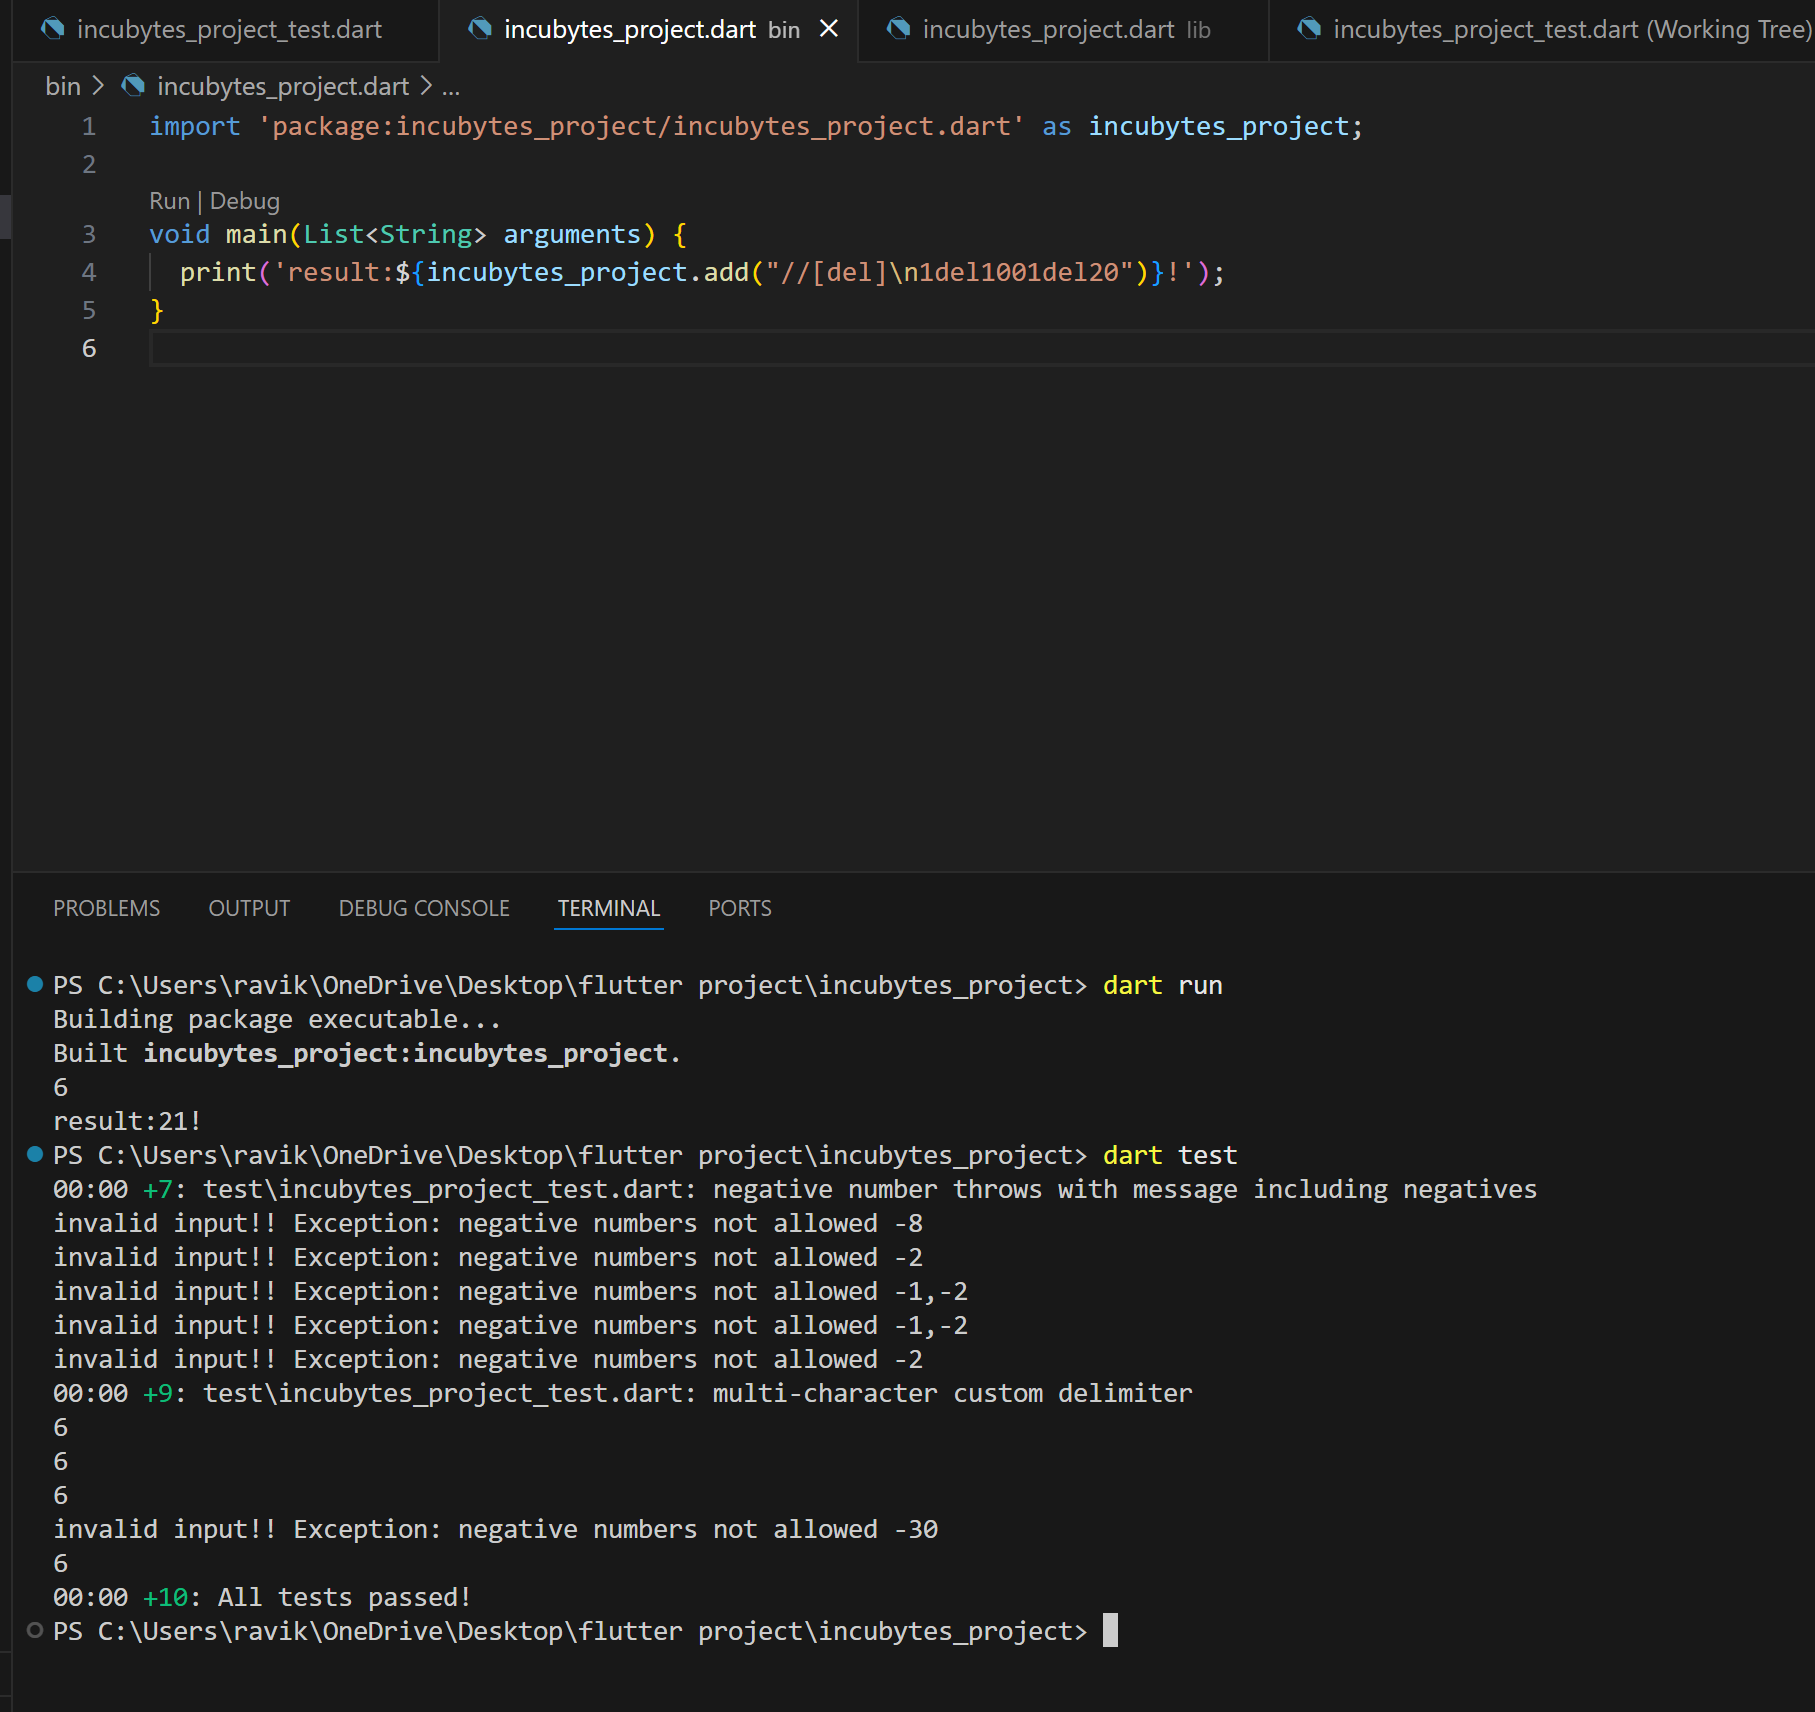 incubytes_project_test.dart
incubytes_project.dart bin
incubytes_project.dart lib
incubytes_project_test.dart (Working Tree)
bin > incubytes_project.dart > ...
1 import 'package:incubytes_project/incubytes_project.dart' as incubytes_project;
2
Run | Debug
3 void main(List<String> arguments) {
4 print('result:${incubytes_project.add("//[del]\n1del1001del20")}!');
5 }
6
PROBLEMS OUTPUT DEBUG CONSOLE TERMINAL PORTS
PS C:\Users\ravik\OneDrive\Desktop\flutter project\incubytes_project> dart run
Building package executable...
Built incubytes_project:incubytes_project.
6
result:21!
PS C:\Users\ravik\OneDrive\Desktop\flutter project\incubytes_project> dart test
00:00 +7: test\incubytes_project_test.dart: negative number throws with message including negatives
invalid input!! Exception: negative numbers not allowed -8
invalid input!! Exception: negative numbers not allowed -2
invalid input!! Exception: negative numbers not allowed -1,-2
invalid input!! Exception: negative numbers not allowed -1,-2
invalid input!! Exception: negative numbers not allowed -2
00:00 +9: test\incubytes_project_test.dart: multi-character custom delimiter
6
6
6
invalid input!! Exception: negative numbers not allowed -30
6
00:00 +10: All tests passed!
PS C:\Users\ravik\OneDrive\Desktop\flutter project\incubytes_project>